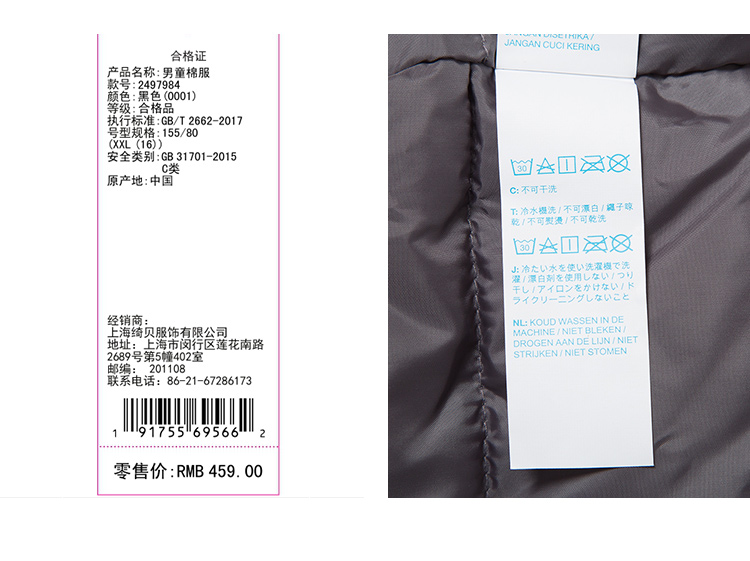 合格证
产品名称:男童棉服
款号:2497984
颜色:黑色(0001)
等级:合格品
执行标准:GB/T 2662-2017
号型规格:155/80
(XXL (16))
安全类别:GB 31701-2015
C类
原产地:中国
经销商:
上海绮贝服饰有限公司
地址: 上海市闵行区莲花南路
2689号第5幢402室
邮编: 201108
联系电话:86-21-67286173
1 91755 69566 2
零售价:RMB 459.00
JANGAN DISETRIKA /
JANGAN CUCI KERING
30
C: 不可干洗
T: 冷水機洗 / 不可漂白 / 繩子晾
乾 / 不可熨燙 / 不可乾洗
30
J: 冷たい水を使い洗濯機で洗
濯 / 漂白剤を使用しない / つり
干し / アイロンをかけない / ド
ライクリーニングしないこと
NL: KOUD WASSEN IN DE
MACHINE / NIET BLEKEN /
DROGEN AAN DE LIJN / NIET
STRIJKEN / NIET STOMEN